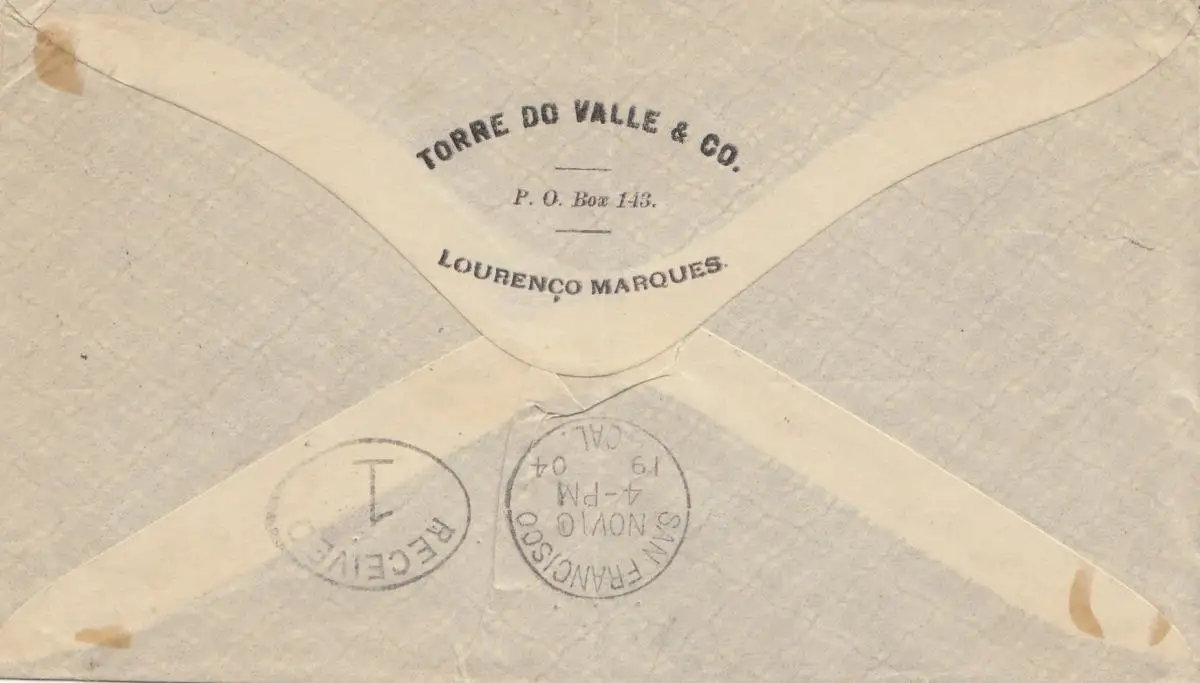 TORRE DO VALLE & CO.
P. O. Box 143.
LOURENÇO MARQUES.
RECEIVED
1
SAN FRANCISCO
NOV 10
4-PM
19 04
CAL.